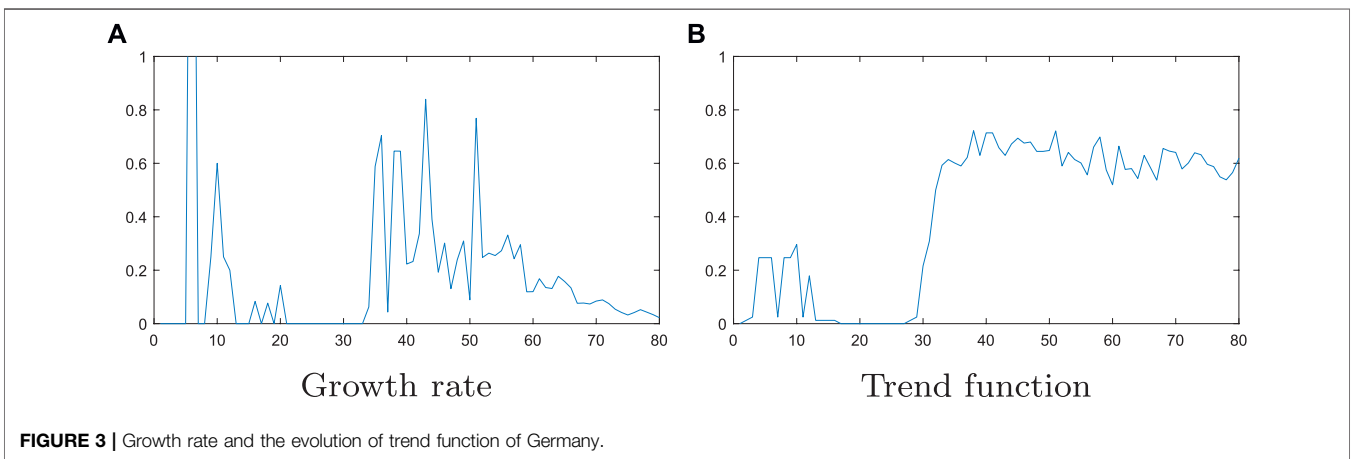 A
B
1
0.8
0.6
0.4
0.2
0
0 10 20 30 40 50 60 70 80
Growth rate
1
0.8
0.6
0.4
0.2
0
0 10 20 30 40 50 60 70 80
Trend function
FIGURE 3 | Growth rate and the evolution of trend function of Germany.